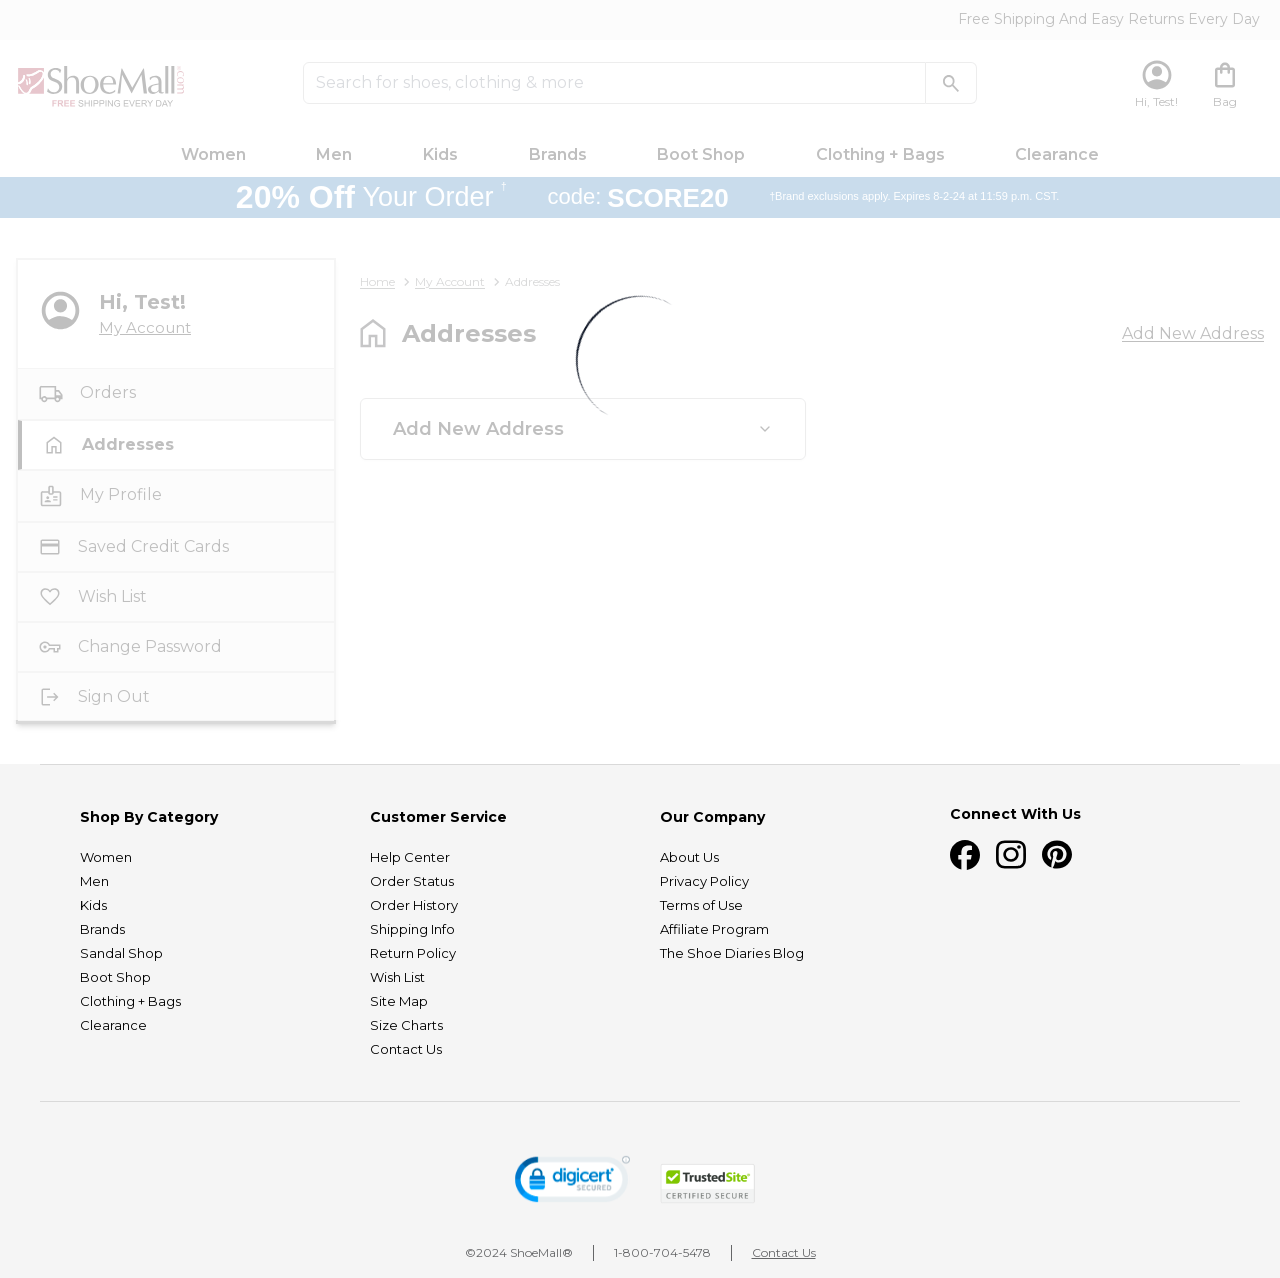 Free Shipping And Easy Returns Every Day
ShoeMall.com
FREE SHIPPING EVERY DAY
Search for shoes, clothing & more
Hi, Test!
Bag
Women Men Kids Brands Boot Shop Clothing + Bags Clearance
20% Off Your Order † code: SCORE20 †Brand exclusions apply. Expires 8-2-24 at 11:59 p.m. CST.
Hi, Test!
My Account
Orders
Addresses
My Profile
Saved Credit Cards
Wish List
Change Password
Sign Out
Home > My Account > Addresses
Addresses
Add New Address
Add New Address
Shop By Category
Women
Men
Kids
Brands
Sandal Shop
Boot Shop
Clothing + Bags
Clearance
Customer Service
Help Center
Order Status
Order History
Shipping Info
Return Policy
Wish List
Site Map
Size Charts
Contact Us
Our Company
About Us
Privacy Policy
Terms of Use
Affiliate Program
The Shoe Diaries Blog
Connect With Us
digicert
SECURED
TrustedSite
CERTIFIED SECURE
©2024 ShoeMall® | 1-800-704-5478 | Contact Us